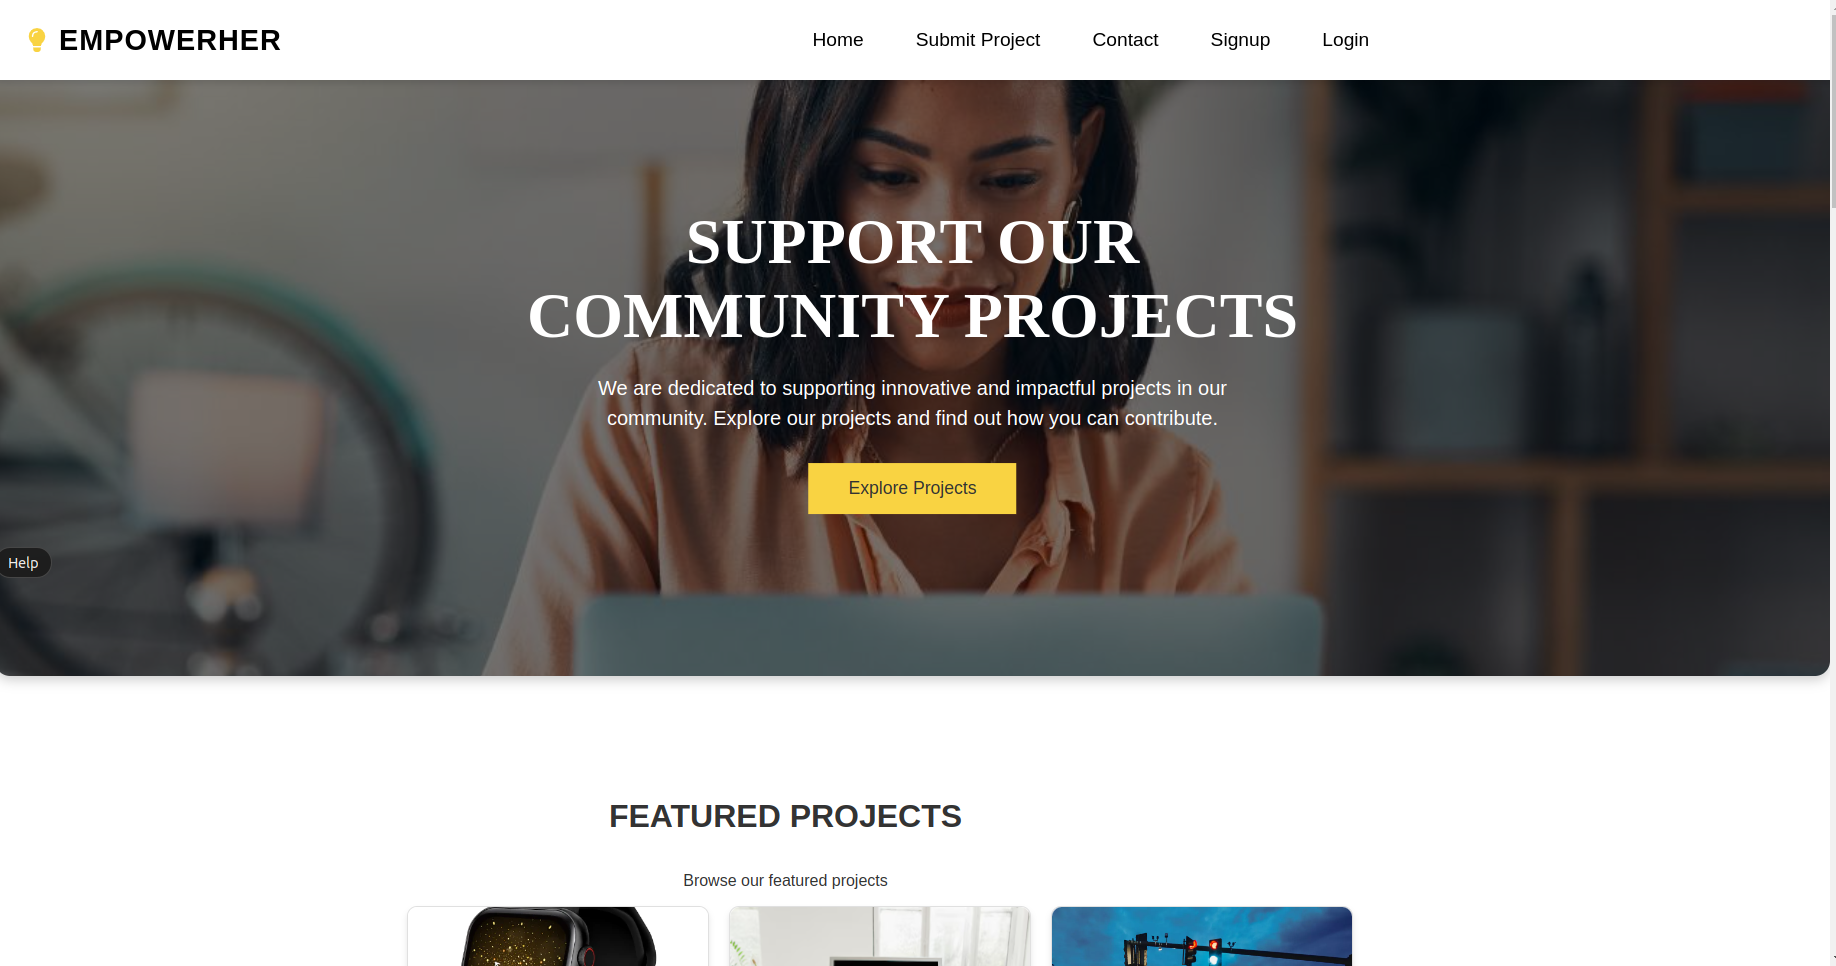 EMPOWERHER
Home Submit Project Contact Signup Login
SUPPORT OUR
COMMUNITY PROJECTS
We are dedicated to supporting innovative and impactful projects in our
community. Explore our projects and find out how you can contribute.
Explore Projects
Help
FEATURED PROJECTS
Browse our featured projects